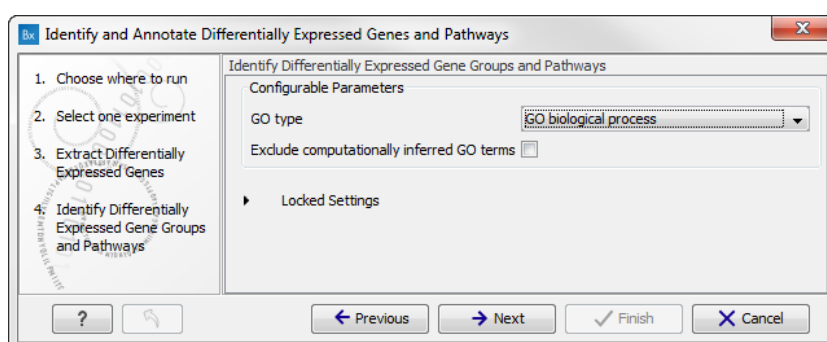 Bx Identify and Annotate Differentially Expressed Genes and Pathways X
1. Choose where to run
2. Select one experiment
3. Extract Differentially
Expressed Genes
4. Identify Differentially
Expressed Gene Groups
and Pathways
Identify Differentially Expressed Gene Groups and Pathways
Configurable Parameters
GO type GO biological process
Exclude computationally inferred GO terms
Locked Settings
? Previous Next Finish Cancel